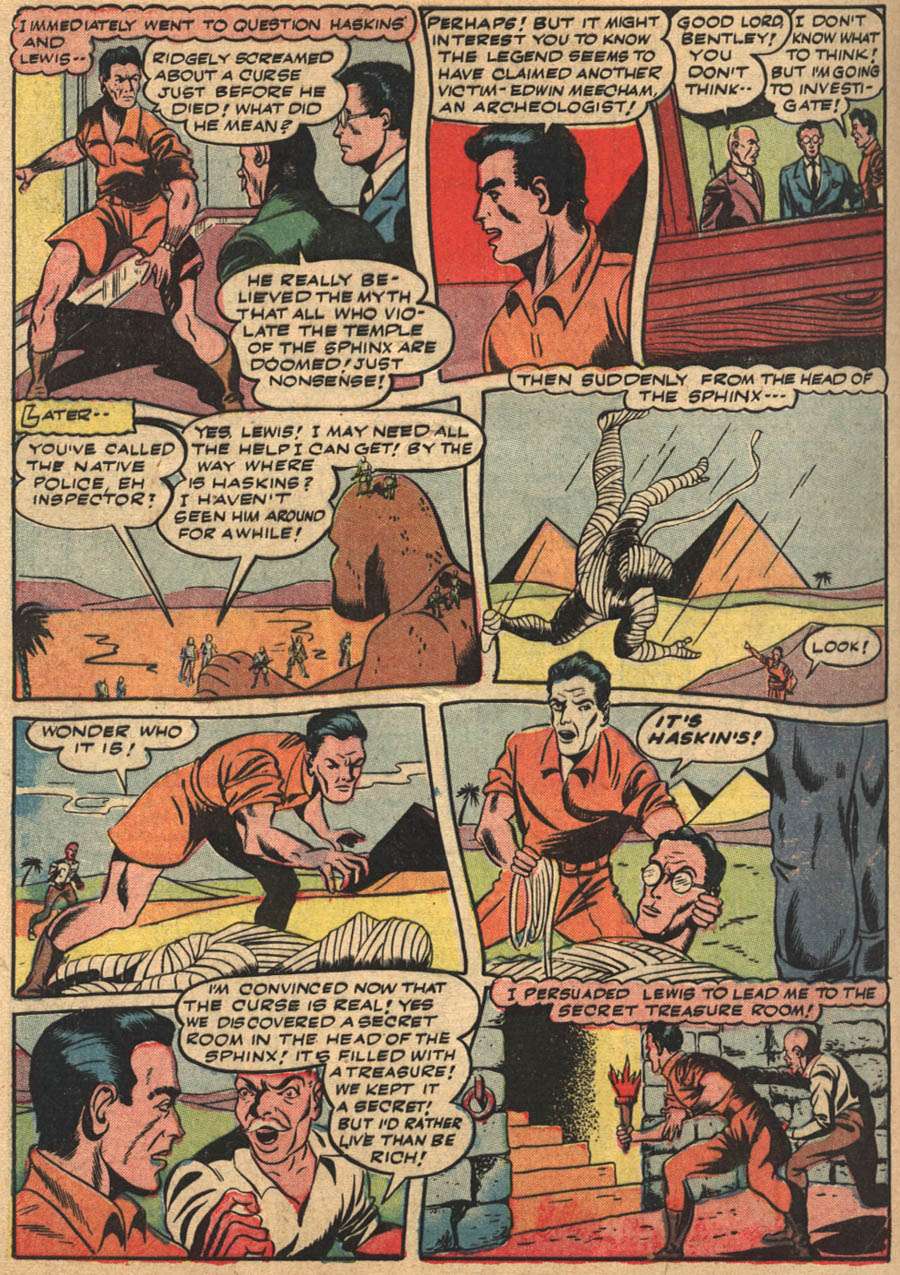 I IMMEDIATELY WENT TO QUESTION HASKINS
AND
LEWIS--
RIDGELY SCREAMED
ABOUT A CURSE
JUST BEFORE HE
DIED! WHAT DID
HE MEAN?
HE REALLY BE-
LIEVED THE MYTH
THAT ALL WHO VIO-
LATE THE TEMPLE
OF THE SPHINX ARE
DOOMED! JUST
NONSENSE!
PERHAPS! BUT IT MIGHT
INTEREST YOU TO KNOW
THE LEGEND SEEMS TO
HAVE CLAIMED ANOTHER
VICTIM-EDWIN MEECHAM,
AN ARCHEOLOGIST!
GOOD LORD,
BENTLEY!
YOU
DON'T
THINK--
I DON'T
KNOW WHAT
TO THINK!
BUT I'M GOING
TO INVESTI-
GATE!
LATER--
YOU'VE CALLED
THE NATIVE
POLICE, EH
INSPECTOR?
YES, LEWIS! I MAY NEED ALL
THE HELP I CAN GET! BY THE
WAY WHERE
IS HASKINS?
I HAVEN'T
SEEN HIM AROUND
FOR AWHILE!
THEN SUDDENLY FROM THE HEAD OF
THE SPHINX---
LOOK!
WONDER WHO
IT IS!
IT'S
HASKIN'S!
I'M CONVINCED NOW THAT
THE CURSE IS REAL! YES
WE DISCOVERED A SECRET
ROOM IN THE HEAD OF THE
SPHINX! IT'S FILLED WITH
A TREASURE!
WE KEPT IT
A SECRET!
BUT I'D RATHER
LIVE THAN BE
RICH!
I PERSUADED LEWIS TO LEAD ME TO THE
SECRET TREASURE ROOM!